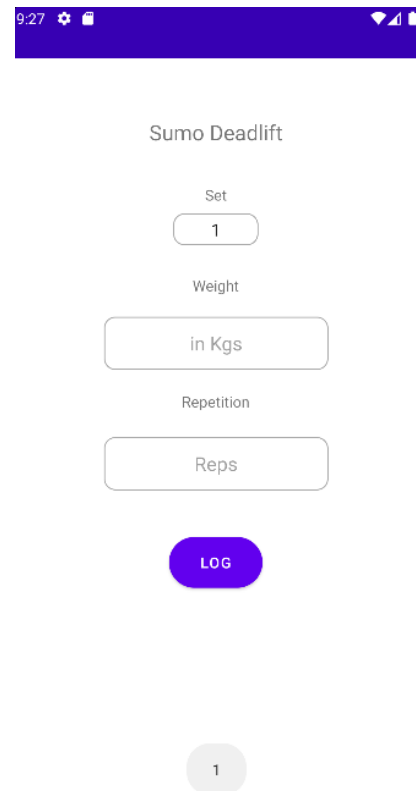 9:27
Sumo Deadlift
Set
1
Weight
in Kgs
Repetition
Reps
LOG
1